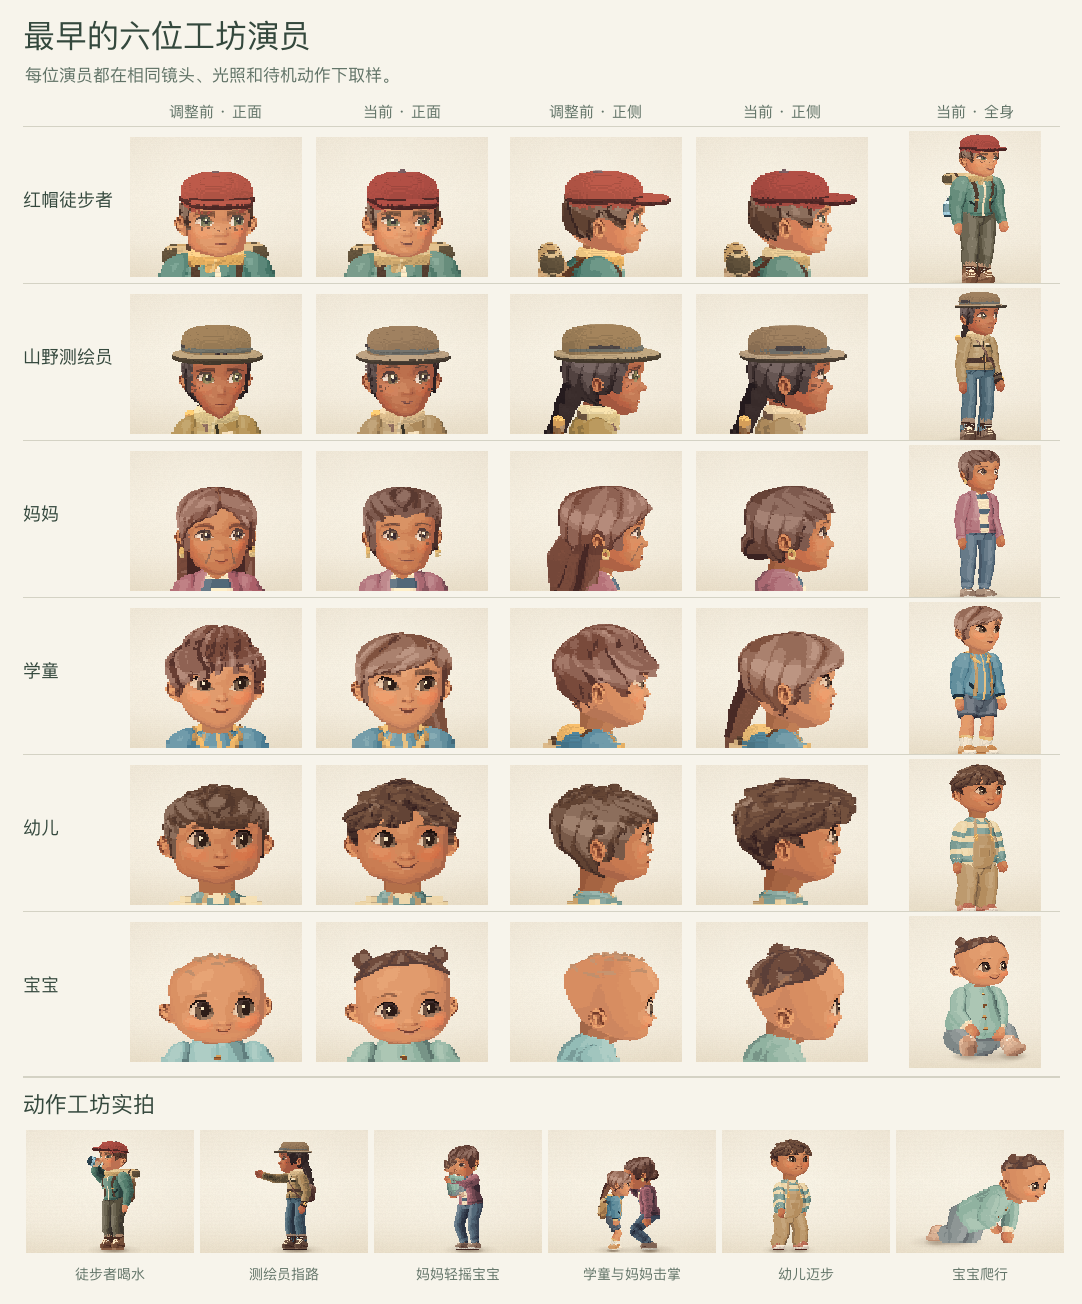 最早的六位工坊演员
每位演员都在相同镜头、光照和待机动作下取样。
调整前 · 正面
当前 · 正面
调整前 · 正侧
当前 · 正侧
当前 · 全身
红帽徒步者
山野测绘员
妈妈
学童
幼儿
宝宝
动作工坊实拍
徒步者喝水
测绘员指路
妈妈轻摇宝宝
学童与妈妈击掌
幼儿迈步
宝宝爬行